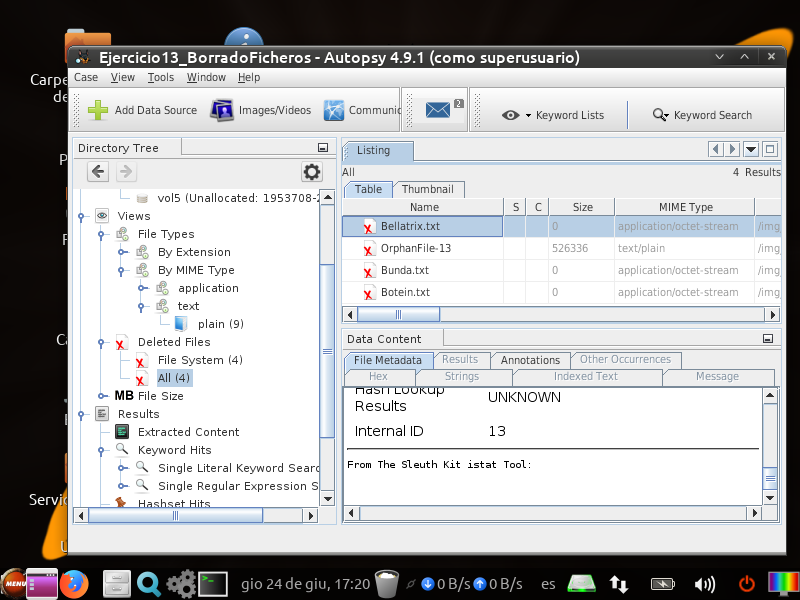 Ejercicio13_BorradoFicheros - Autopsy 4.9.1 (como superusuario)
Case View Tools Window Help
Add Data Source Images/Videos Communic 2 Keyword Lists Keyword Search
Directory Tree
vol5 (Unallocated: 1953708-2
Views
File Types
By Extension
By MIME Type
application
text
plain (9)
Deleted Files
File System (4)
All (4)
MB File Size
Results
Extracted Content
Keyword Hits
Single Literal Keyword Searc
Single Regular Expression S
Hashset Hits
Listing
All 4 Results
Table Thumbnail
Name S C Size MIME Type
Bellatrix.txt 0 application/octet-stream /img
OrphanFile-13 526336 text/plain /img
Bunda.txt 0 application/octet-stream /img
Botein.txt 0 application/octet-stream /img
Data Content
File Metadata Results Annotations Other Occurrences
Hex Strings Indexed Text Message
Hash Lookup
Results UNKNOWN
Internal ID 13
From The Sleuth Kit istat Tool:
Carpe
de
P
F
Ca
Servic
MENU gio 24 de giu, 17:20 0 B/s 0 B/s es